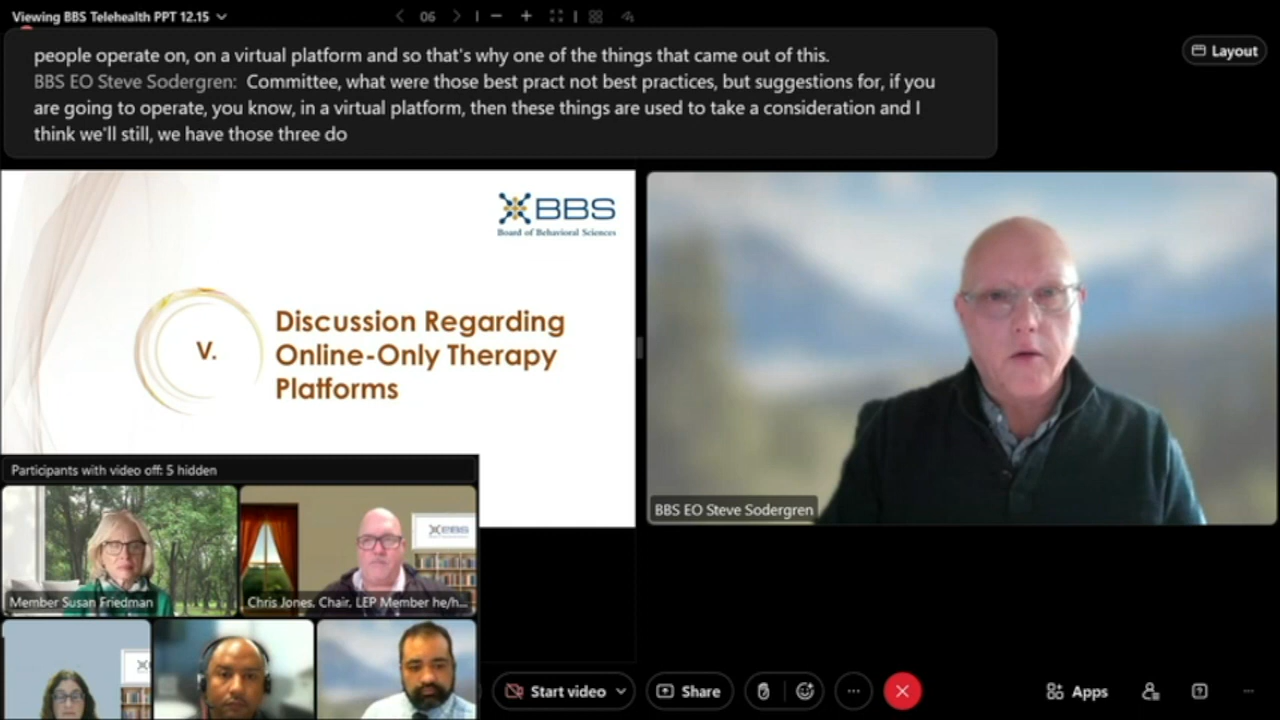 Viewing BBS Telehealth PPT 12.15
06
people operate on, on a virtual platform and so that's why one of the things that came out of this.
BBS EO Steve Sodergren: Committee, what were those best pract not best practices, but suggestions for, if you
are going to operate, you know, in a virtual platform, then these things are used to take a consideration and I
think we'll still, we have those three do
Layout
BBS
Board of Behavioral Sciences
V.
Discussion Regarding
Online-Only Therapy
Platforms
BBS EO Steve Sodergren
Participants with video off: 5 hidden
Member Susan Friedman
BBS
Chris Jones. Chair, LEP Member he/h...
Start video
Share
Apps